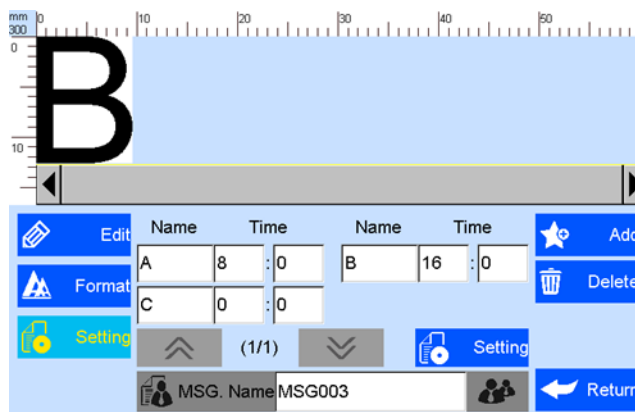 mm 0 10 20 30 40 50
300
0
B
10
Edit Name Time Name Time Add
A 8 : 0 B 16 : 0
Format Delete
C 0 : 0
Setting (1/1) Setting
MSG. Name MSG003 Return